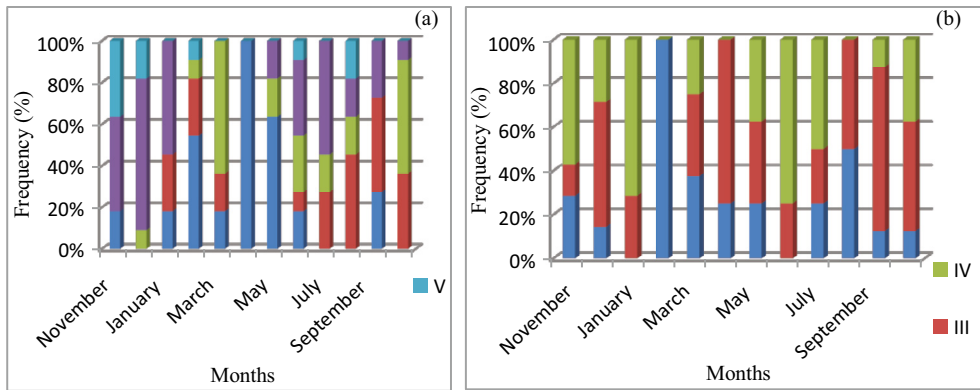 (a)
100%
80%
60%
40%
20%
0%
Frequency (%)
November
January
March
May
July
September
Months
V
(b)
100%
80%
60%
40%
20%
0%
Frequency (%)
November
January
March
May
July
September
Months
IV
III